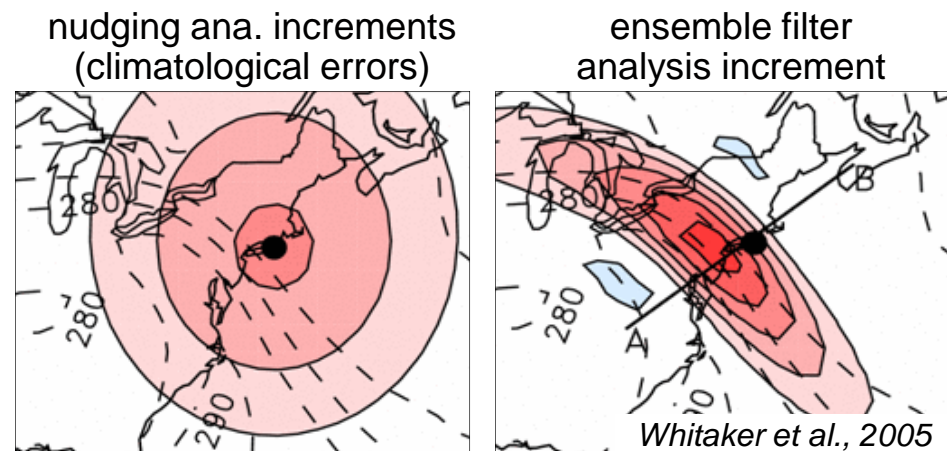 nudging ana. increments
(climatological errors)
ensemble filter
analysis increment
280
280
290
280
280
B
A
Whitaker et al., 2005